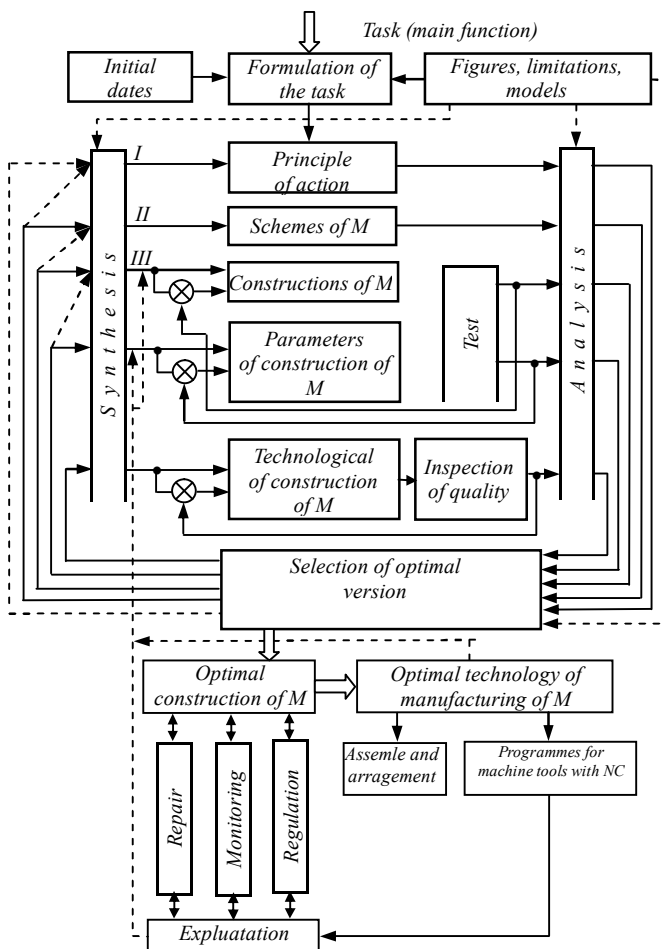 Task (main function)
Initial
dates
Formulation of
the task
Figures, limitations,
models
I
Principle
of action
II
Schemes of M
III
Constructions of M
Synthesis
Parameters
of construction of
M
Test
Analysis
Technological
of construction
of M
Inspection
of quality
Selection of optimal
version
Optimal
construction of M
Optimal technology of
manufacturing of M
Assemle and
arragement
Programmes for
machine tools with NC
Repair
Monitoring
Regulation
Expluatation